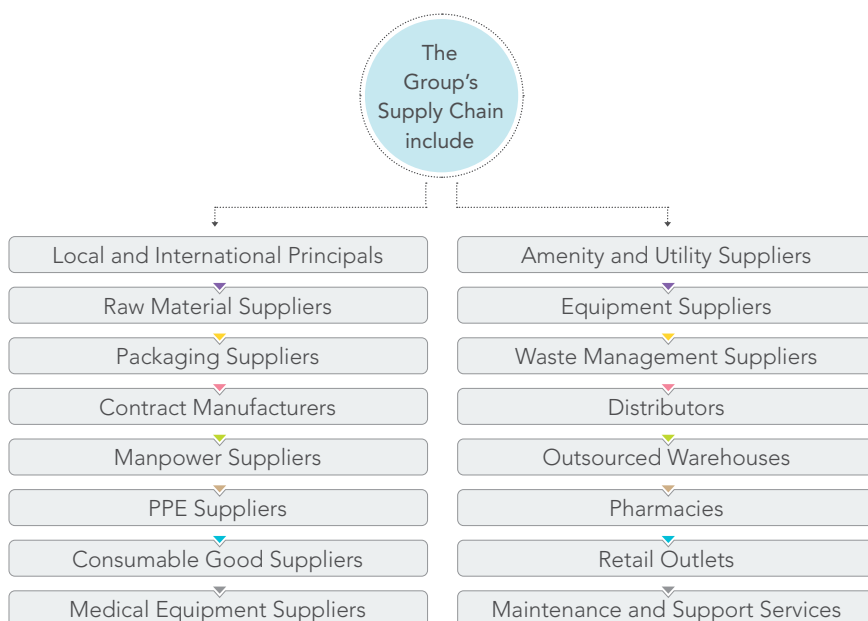 The
Group's
Supply Chain
include
Local and International Principals
Raw Material Suppliers
Packaging Suppliers
Contract Manufacturers
Manpower Suppliers
PPE Suppliers
Consumable Good Suppliers
Medical Equipment Suppliers
Amenity and Utility Suppliers
Equipment Suppliers
Waste Management Suppliers
Distributors
Outsourced Warehouses
Pharmacies
Retail Outlets
Maintenance and Support Services